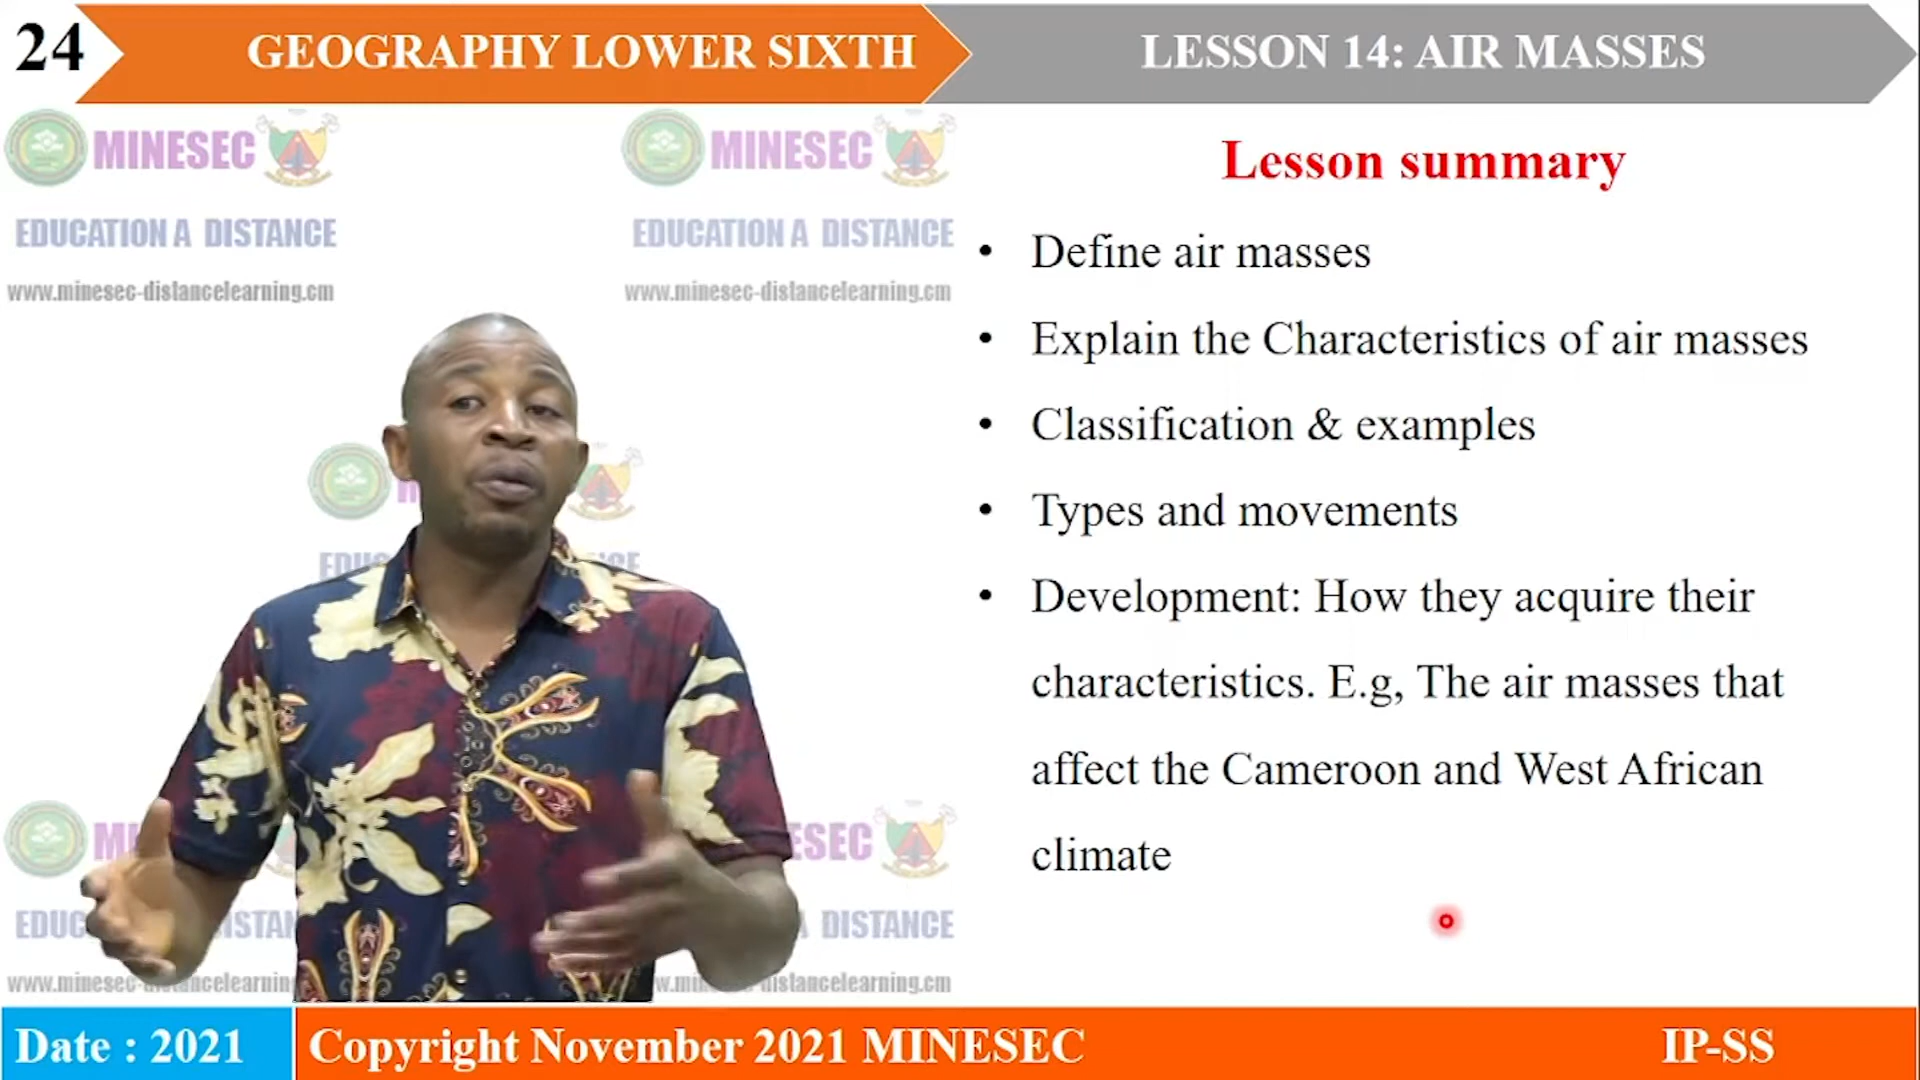 24
GEOGRAPHY LOWER SIXTH
LESSON 14: AIR MASSES
MINESEC
EDUCATION A DISTANCE
www.minesec-distancelearning.cm
MINESEC
EDUCATION A DISTANCE
www.minesec-distancelearning.cm
Lesson summary
• Define air masses
• Explain the Characteristics of air masses
• Classification & examples
• Types and movements
• Development: How they acquire their
characteristics. E.g, The air masses that
affect the Cameroon and West African
climate
Date : 2021
Copyright November 2021 MINESEC
IP-SS